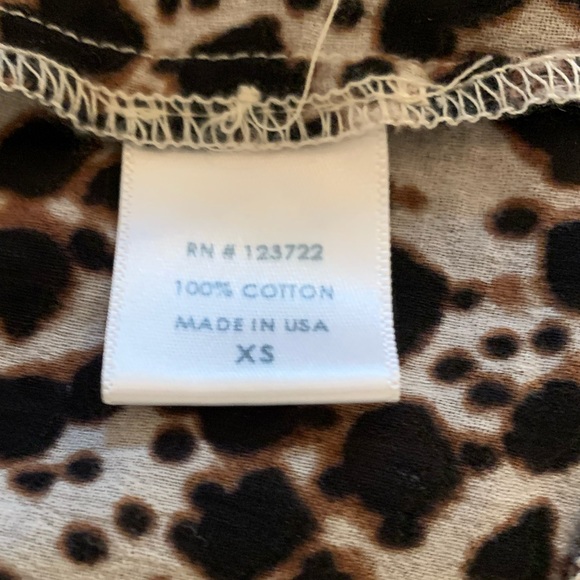 RN # 123722
100% COTTON
MADE IN USA
XS